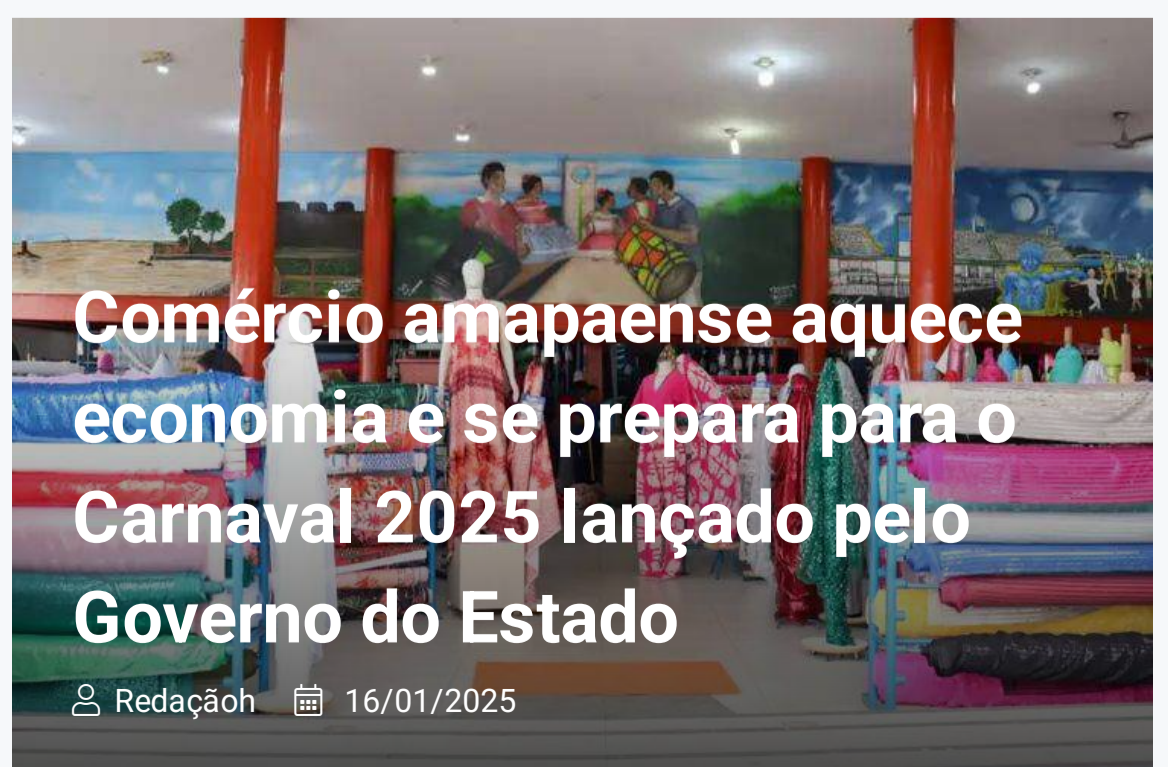 Comércio amapaense aquece
economia e se prepara para o
Carnaval 2025 lançado pelo
Governo do Estado
Redaçãoh 16/01/2025